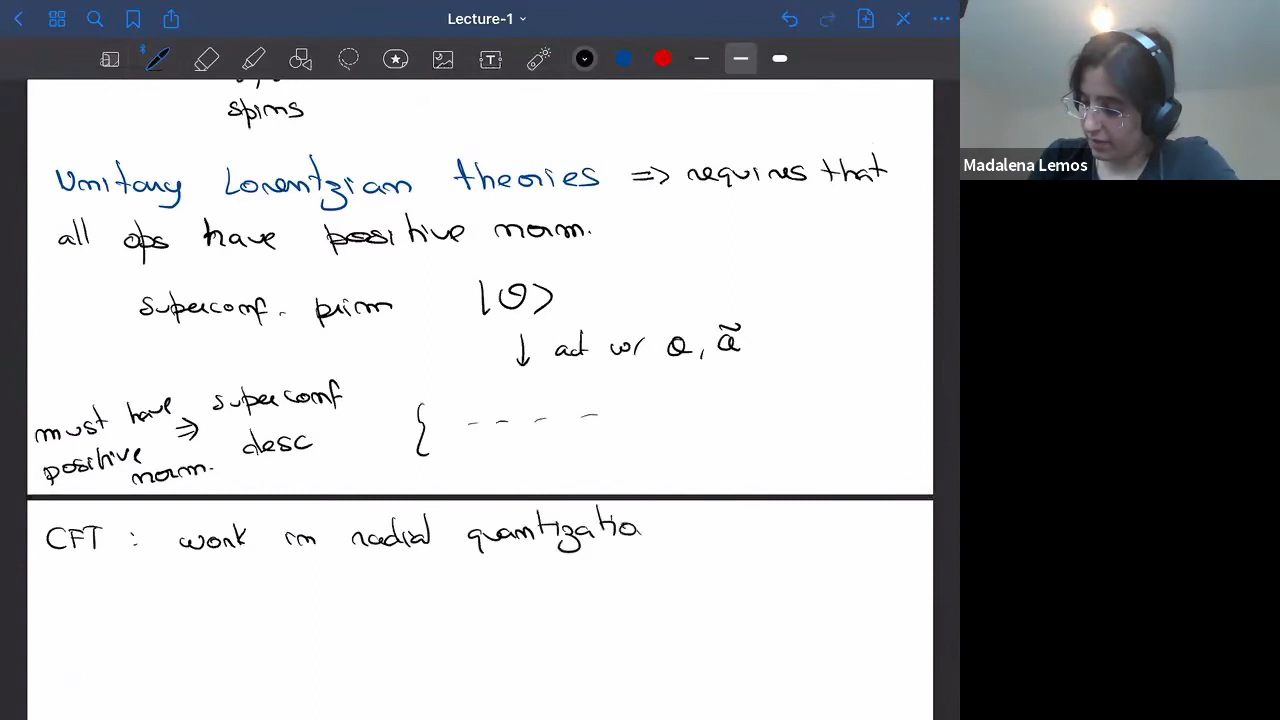 Lecture-1
Madalena Lemos
spins
Unitary Lorentzian theories => requires that
all ops have positive norm.
superconf. prim |O>
↓ act w/ Q, Q̃
must have positive norm. => superconf desc { - - - -
CFT : work in radial quantizatio